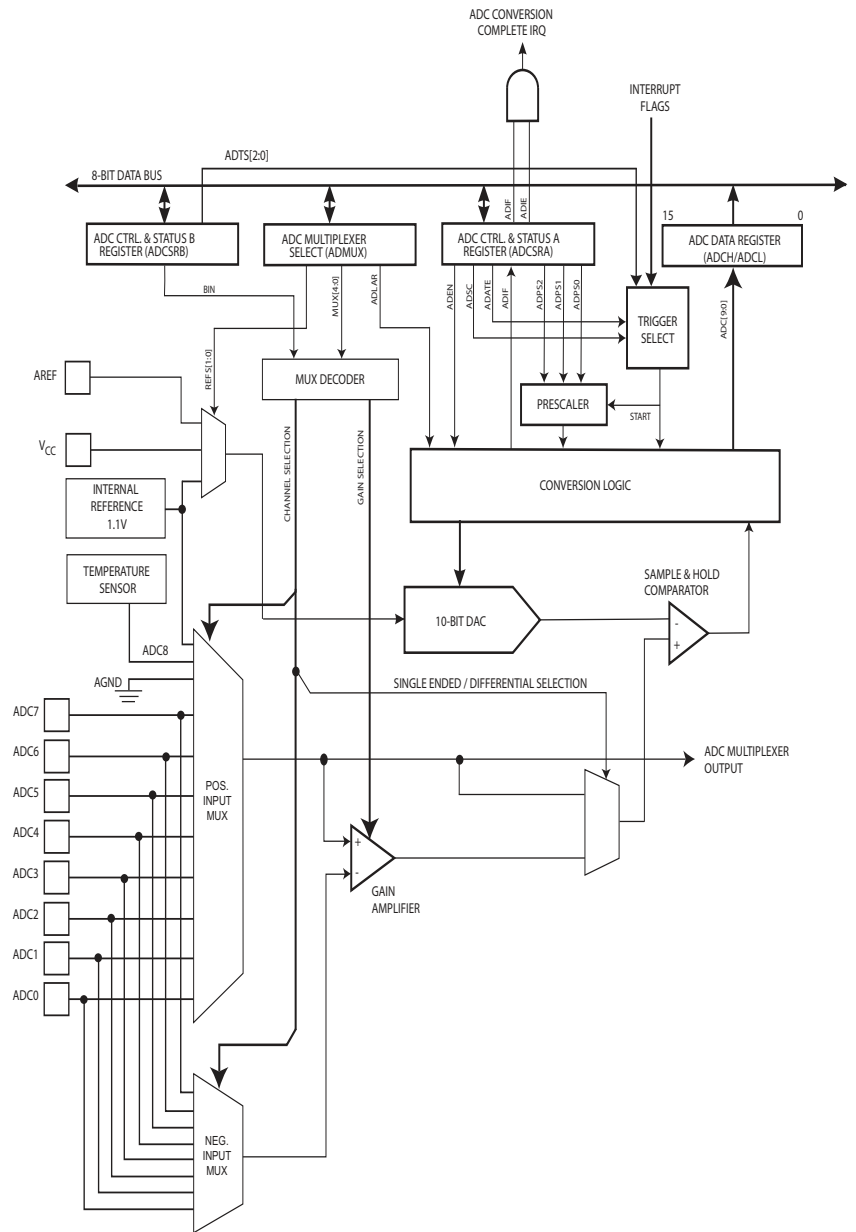 ADC CONVERSION
COMPLETE IRQ
INTERRUPT
FLAGS
ADTS[2:0]
8-BIT DATA BUS
ADIF
ADIE
15
0
ADC CTRL. & STATUS B
REGISTER (ADCSRB)
ADC MULTIPLEXER
SELECT (ADMUX)
ADC CTRL. & STATUS A
REGISTER (ADCSRA)
ADC DATA REGISTER
(ADCH/ADCL)
BIN
REFS[1:0]
MUX[4:0]
ADLAR
ADEN
ADSC
ADATE
ADIF
ADPS2
ADPS1
ADPS0
TRIGGER
SELECT
ADC[9:0]
AREF
MUX DECODER
PRESCALER
START
VCC
CHANNEL SELECTION
GAIN SELECTION
INTERNAL
REFERENCE
1.1V
CONVERSION LOGIC
TEMPERATURE
SENSOR
SAMPLE & HOLD
COMPARATOR
10-BIT DAC
-
+
ADC8
AGND
SINGLE ENDED / DIFFERENTIAL SELECTION
ADC7
ADC6
ADC5
ADC4
ADC3
ADC2
ADC1
ADC0
POS.
INPUT
MUX
ADC MULTIPLEXER
OUTPUT
+
-
GAIN
AMPLIFIER
NEG.
INPUT
MUX